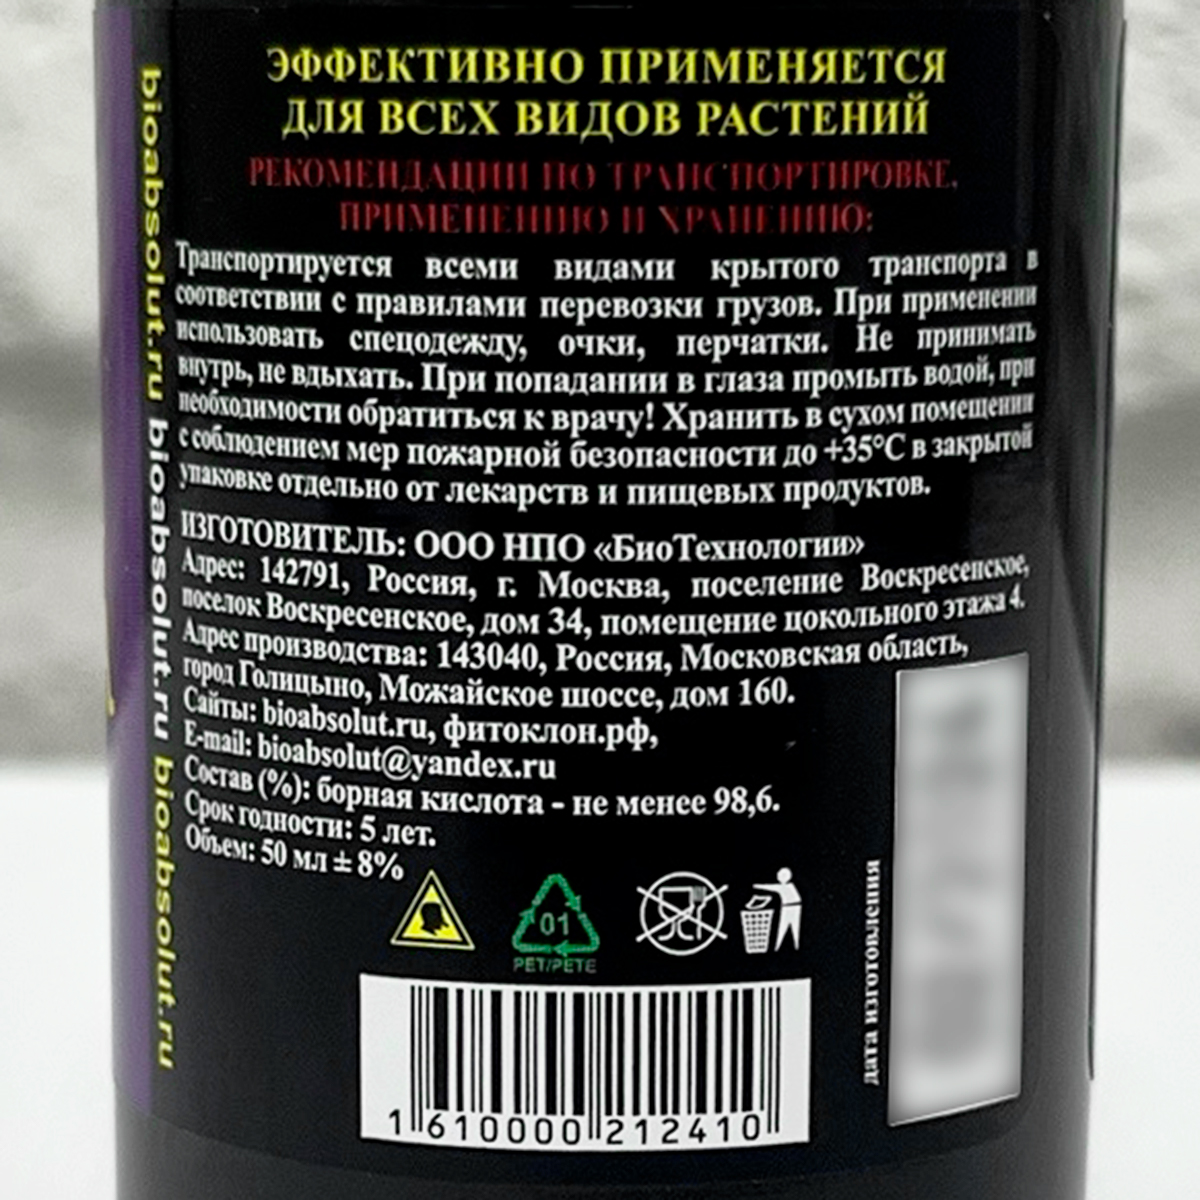 ЭФФЕКТИВНО ПРИМЕНЯЕТСЯ
ДЛЯ ВСЕХ ВИДОВ РАСТЕНИЙ
РЕКОМЕНДАЦИИ ПО ТРАНСПОРТИРОВКЕ,
ПРИМЕНЕНИЮ И ХРАНЕНИЮ:
Транспортируется всеми видами крытого транспорта в
соответствии с правилами перевозки грузов. При применении
использовать спецодежду, очки, перчатки. Не принимать
внутрь, не вдыхать. При попадании в глаза промыть водой, при
необходимости обратиться к врачу! Хранить в сухом помещении
с соблюдением мер пожарной безопасности до +35°С в закрытой
упаковке отдельно от лекарств и пищевых продуктов.
ИЗГОТОВИТЕЛЬ: ООО НПО «БиоТехнологии»
Адрес: 142791, Россия, г. Москва, поселение Воскресенское,
поселок Воскресенское, дом 34, помещение цокольного этажа 4.
Адрес производства: 143040, Россия, Московская область,
город Голицыно, Можайское шоссе, дом 160.
Сайты: bioabsolut.ru, фитоклон.рф,
E-mail: bioabsolut@yandex.ru
Состав (%): борная кислота - не менее 98,6.
Срок годности: 5 лет.
Объем: 50 мл ± 8%
01
PET/PETE
1 610000 212410
дата изготовления
bioabsolut.ru bioabsolut.ru bioabsolut.ru